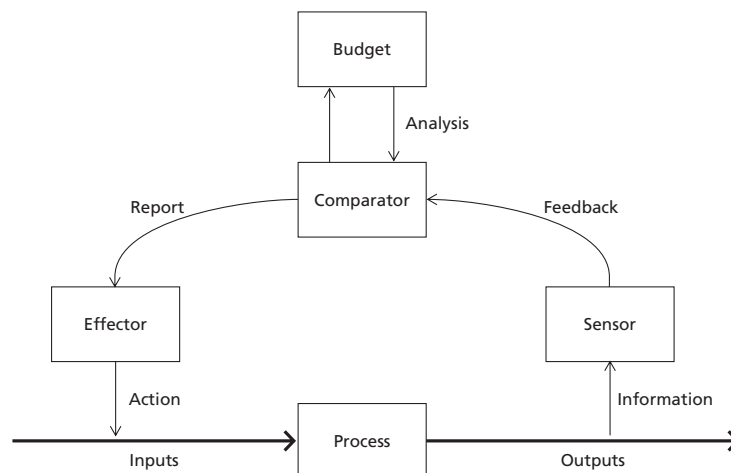 Budget
Analysis
Report
Comparator
Feedback
Effector
Sensor
Action
Information
Process
Inputs
Outputs